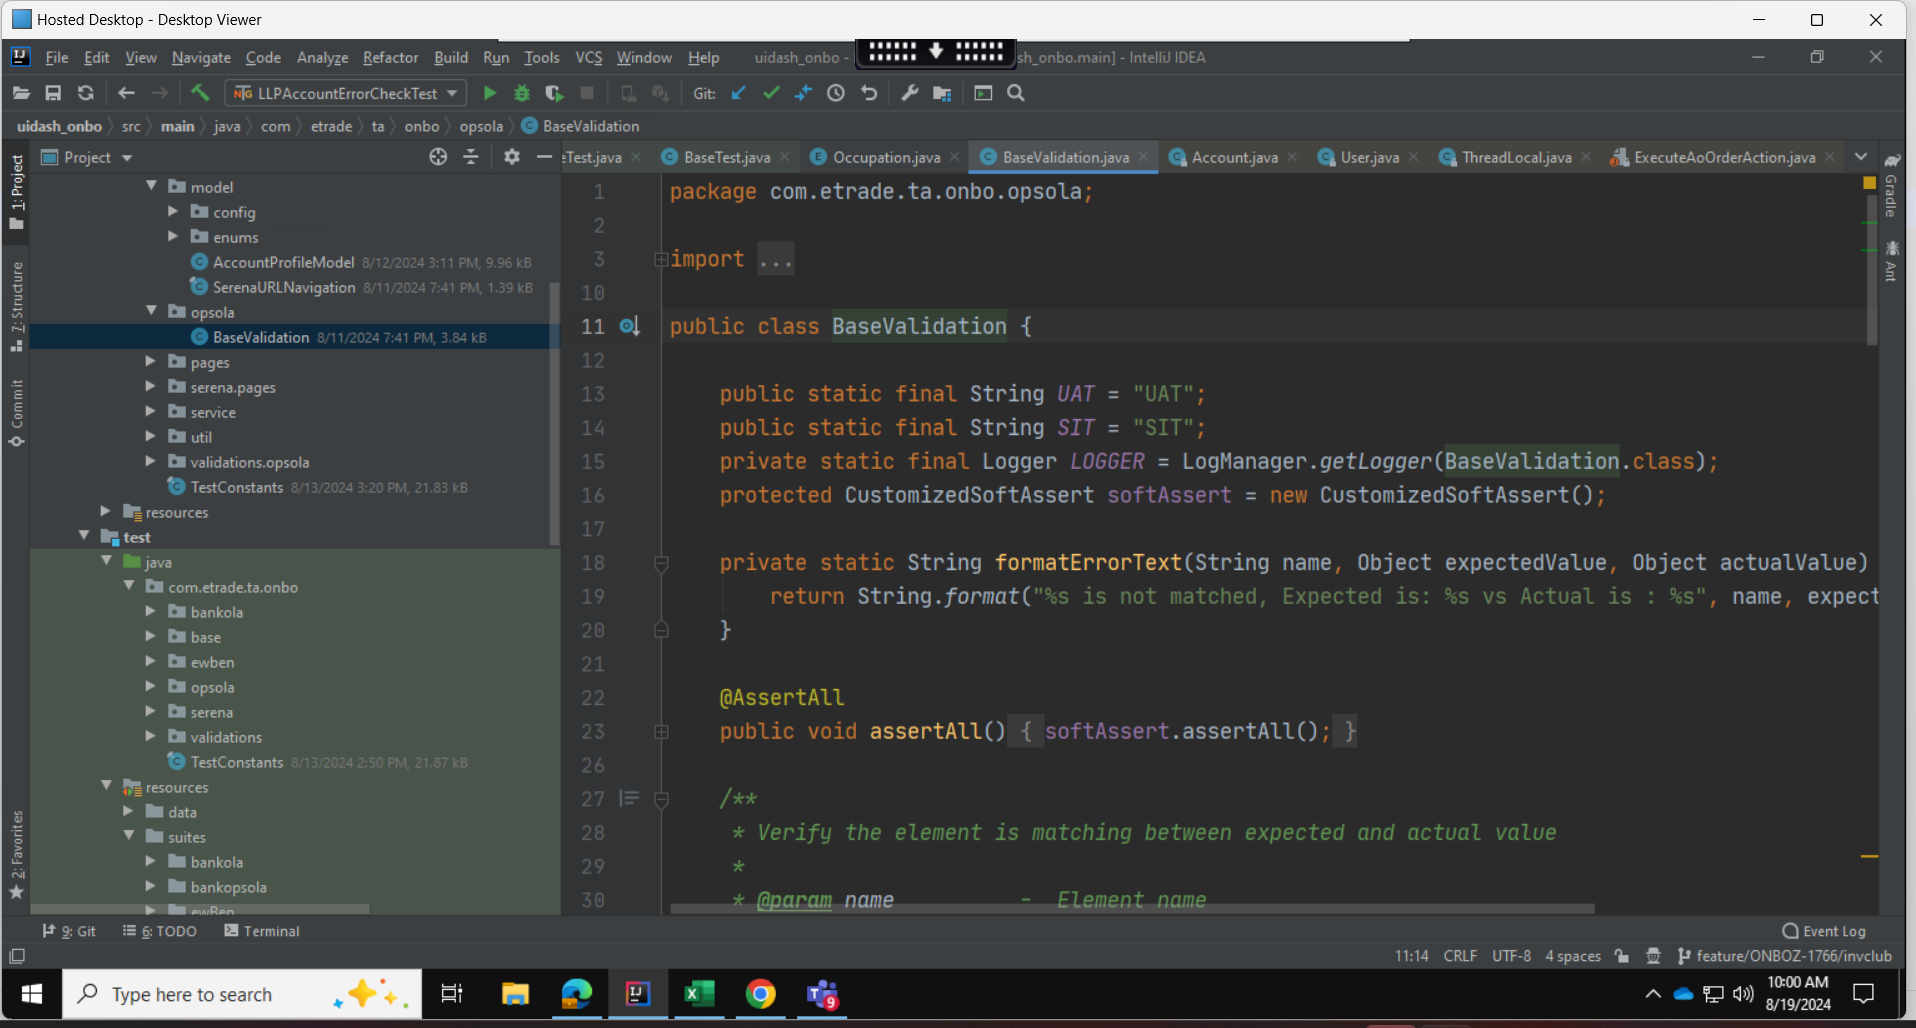 Hosted Desktop - Desktop Viewer
File Edit View Navigate Code Analyze Refactor Build Run Tools VCS Window Help uidash_onbo - sh_onbo.main] - IntelliJ IDEA
LLPAccountErrorCheckTest Git:
uidash_onbo src main java com etrade ta onbo opsola BaseValidation
1: Project
7: Structure
Commit
2: Favorites
Project
model
config
enums
AccountProfileModel 8/12/2024 3:11 PM, 9.96 kB
SerenaURLNavigation 8/11/2024 7:41 PM, 1.39 kB
opsola
BaseValidation 8/11/2024 7:41 PM, 3.84 kB
pages
serena.pages
service
util
validations.opsola
TestConstants 8/13/2024 3:20 PM, 21.83 kB
resources
test
java
com.etrade.ta.onbo
bankola
base
ewben
opsola
serena
validations
TestConstants 8/13/2024 2:50 PM, 21.87 kB
resources
data
suites
bankola
bankopsola
ewBen
eTest.java BaseTest.java Occupation.java BaseValidation.java Account.java User.java ThreadLocal.java ExecuteAoOrderAction.java
1 package com.etrade.ta.onbo.opsola;
2
3 import ...
10
11 public class BaseValidation {
12
13 public static final String UAT = "UAT";
14 public static final String SIT = "SIT";
15 private static final Logger LOGGER = LogManager.getLogger(BaseValidation.class);
16 protected CustomizedSoftAssert softAssert = new CustomizedSoftAssert();
17
18 private static String formatErrorText(String name, Object expectedValue, Object actualValue)
19 return String.format("%s is not matched, Expected is: %s vs Actual is : %s", name, expect
20 }
21
22 @AssertAll
23 public void assertAll() { softAssert.assertAll(); }
26
27 /**
28 * Verify the element is matching between expected and actual value
29 *
30 * @param name - Element name
Gradle
Ant
9: Git 6: TODO Terminal Event Log
11:14 CRLF UTF-8 4 spaces feature/ONBOZ-1766/invclub
Type here to search 9 10:00 AM
8/19/2024